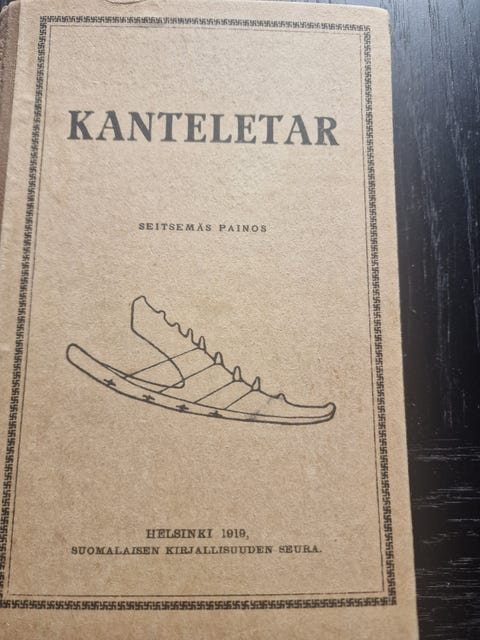 KANTELETAR
SEITSEMÄS PAINOS
HELSINKI 1919,
SUOMALAISEN KIRJALLISUUDEN SEURA.